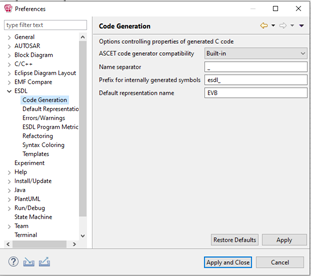 Preferences
type filter text
General
AUTOSAR
Block Diagram
C/C++
Eclipse Diagram Layout
EMF Compare
ESDL
Code Generation
Default Representatio
Errors/Warnings
ESDL Program Metric
Refactoring
Syntax Coloring
Templates
Experiment
Help
Install/Update
Java
PlantUML
Run/Debug
State Machine
Team
Terminal
Code Generation
Options controlling properties of generated C code
ASCET code generator compatibility Built-in
Name separator _
Prefix for internally generated symbols esdl_
Default representation name EVB
Restore Defaults Apply
Apply and Close Cancel